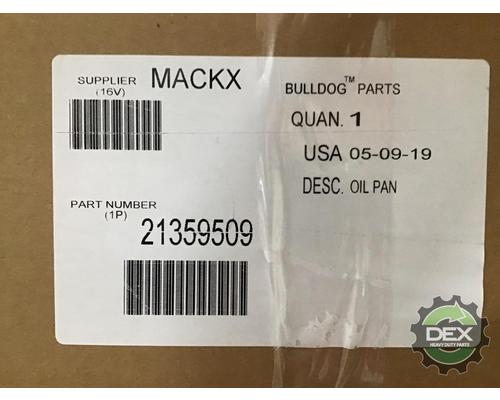 SUPPLIER MACKX
(16V)
BULLDOG™ PARTS
QUAN. 1
USA 05-09-19
DESC. OIL PAN
PART NUMBER
(1P)
21359509
DEX
HEAVY DUTY PARTS